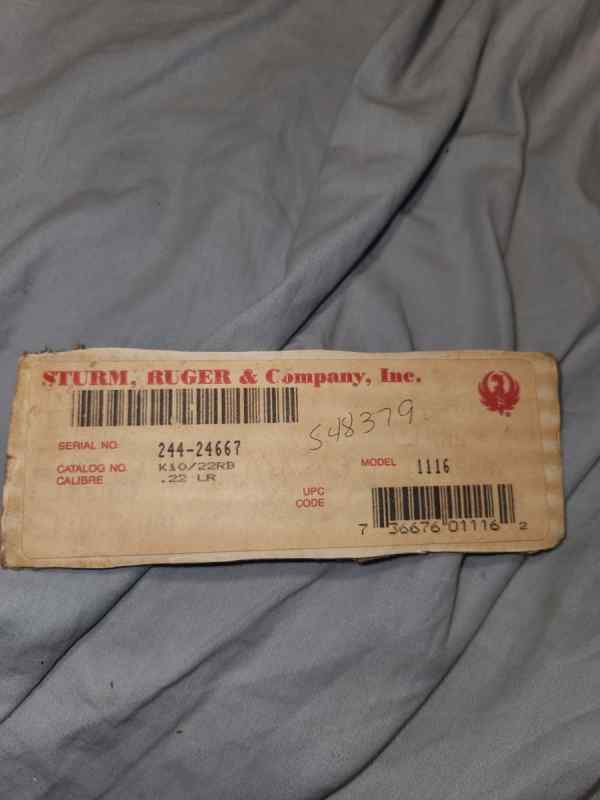 STURM, RUGER & Company, Inc.
SERIAL NO. 244-24667
S48379
CATALOG NO. K10/22RB
MODEL 1116
CALIBRE .22 LR
UPC
CODE
7 36676 01116 2